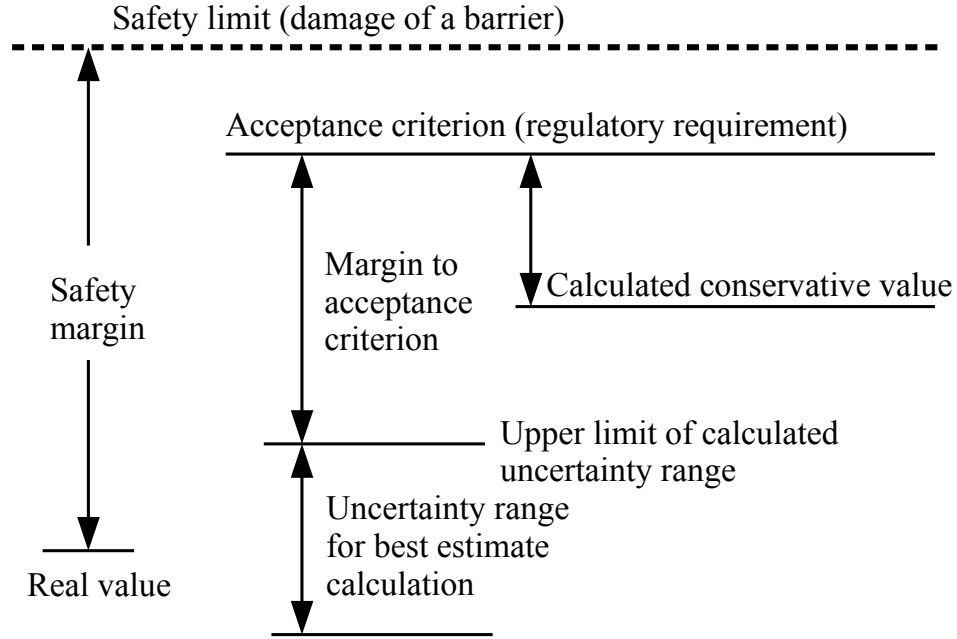 Safety limit (damage of a barrier)
Acceptance criterion (regulatory requirement)
Margin to
acceptance
criterion
Calculated conservative value
Safety
margin
Upper limit of calculated
uncertainty range
Uncertainty range
for best estimate
calculation
Real value